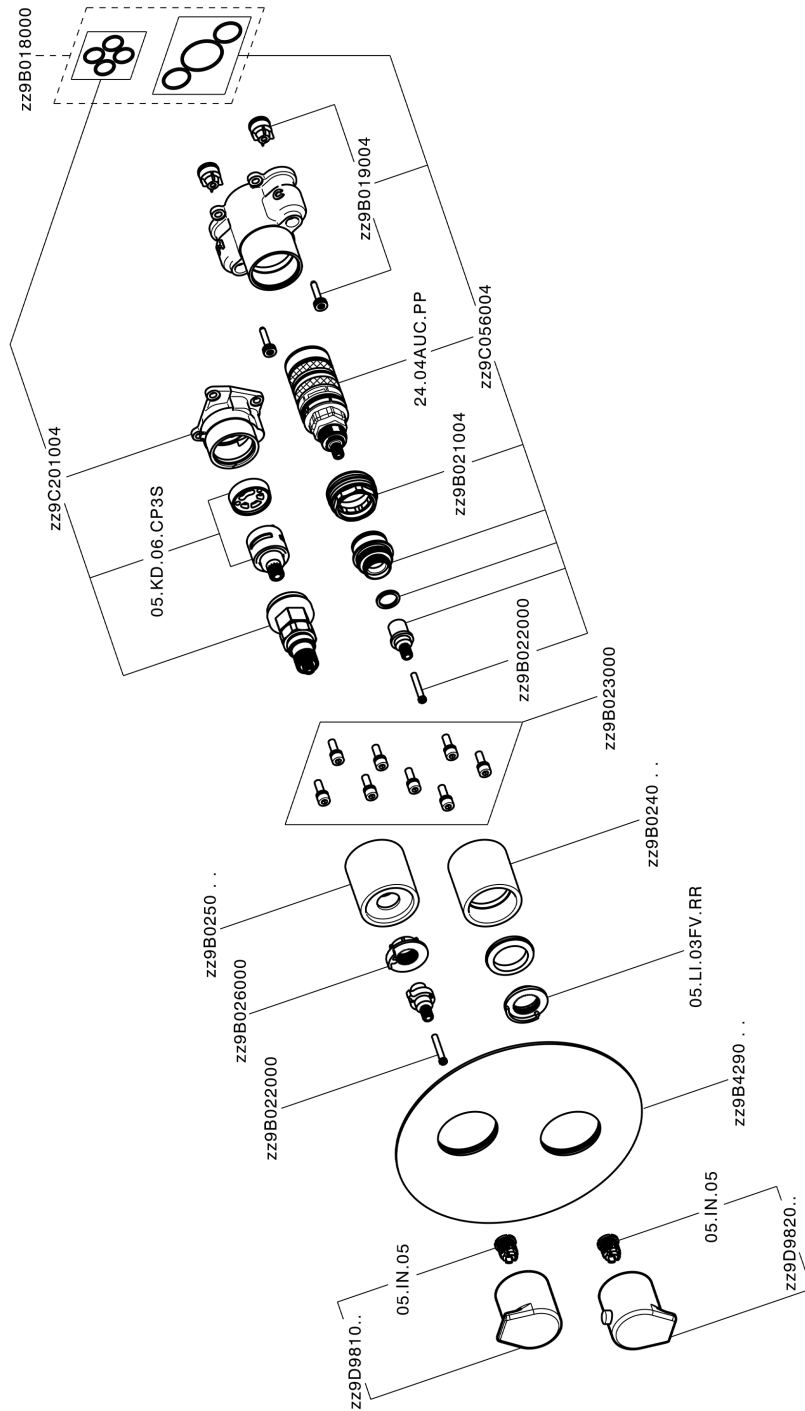 zz9B018000
zz9B019004
24.04AUC.PP
zz9C056004
zz9C201004
05.KD.06.CP3S
zz9B021004
zz9B022000
zz9B023000
zz9B0240 . .
zz9B0250 . .
zz9B026000
05.LI.03FV.RR
zz9B022000
zz9B4290 . .
05.IN.05
05.IN.05
zz9D9810..
zz9D9820..